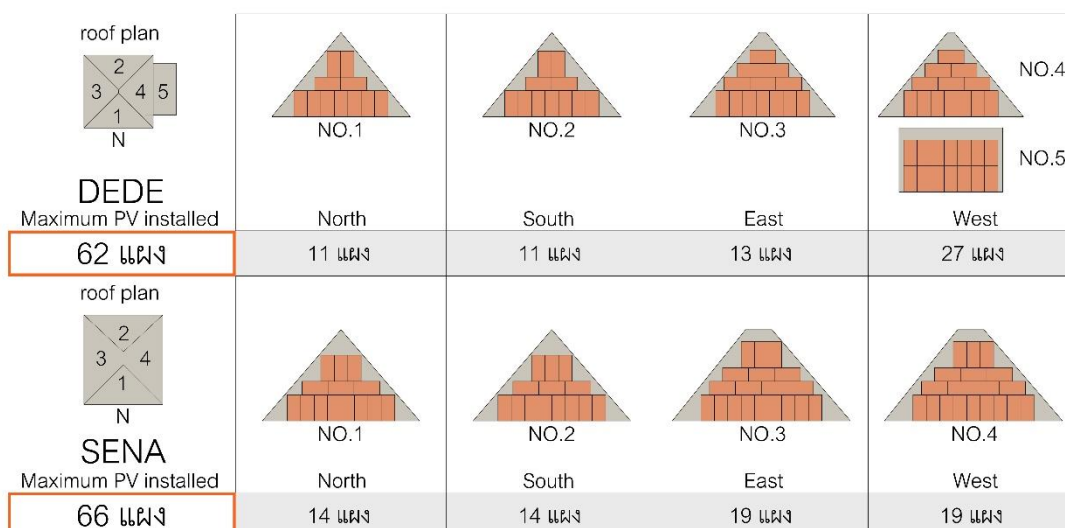 roof plan
2
3 4 5
1
N
DEDE
Maximum PV installed
62 แผง
NO.1
North
11 แผง
NO.2
South
11 แผง
NO.3
East
13 แผง
NO.4
NO.5
West
27 แผง
roof plan
2
3 4
1
N
SENA
Maximum PV installed
66 แผง
NO.1
North
14 แผง
NO.2
South
14 แผง
NO.3
East
19 แผง
NO.4
West
19 แผง